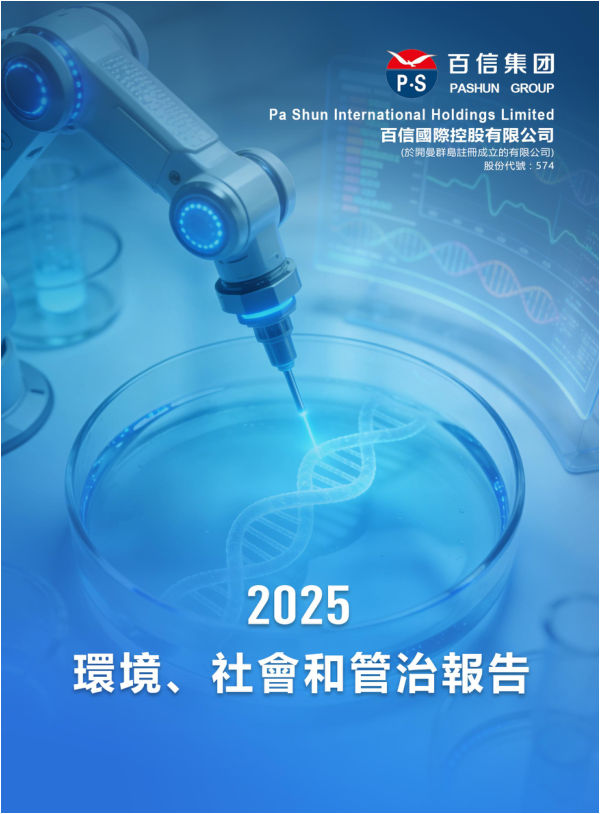 百信集团
P·S
PASHUN GROUP
Pa Shun International Holdings Limited
百信國際控股有限公司
(於開曼群島註冊成立的有限公司)
股份代號：574
2025
環境、社會和管治報告